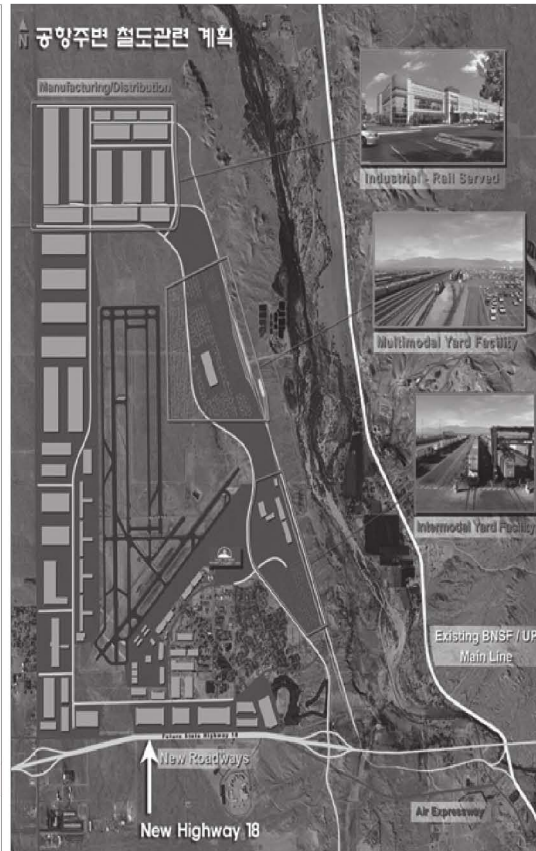 N 공항주변 철도관련 계획
Manufacturing/Distribution
Industrial - Rail Served
Multimodal Yard Facility
Intermodal Yard Facility
Existing BNSF / UP
Main Line
Future State Highway 18
New Roadways
Air Expressway
New Highway 18